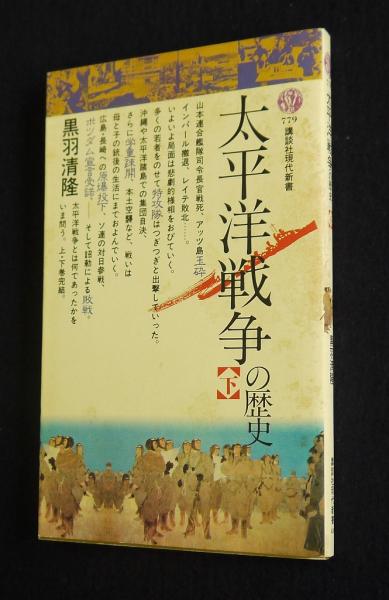 779
講談社現代新書
太平洋戦争の歴史
【下】
山本連合艦隊司令長官戦死、アッツ島玉砕
インパール撤退、レイテ敗北……。
いよいよ局面は悲劇的様相をおびていく。
多くの若者をのせて特攻隊はつぎつぎと出撃していった。
沖縄や太平洋諸島での集団自決、
さらに学童疎開、本土空襲など、戦いは
母と子の銃後の生活にまでおよんでいく。
広島・長崎への原爆投下、ソ連の対日参戦、
ポツダム宣言受諾――そして旧勅による敗戦。
太平洋戦争とは何であったかを
いま問う。上・下巻完結。
黒羽清隆